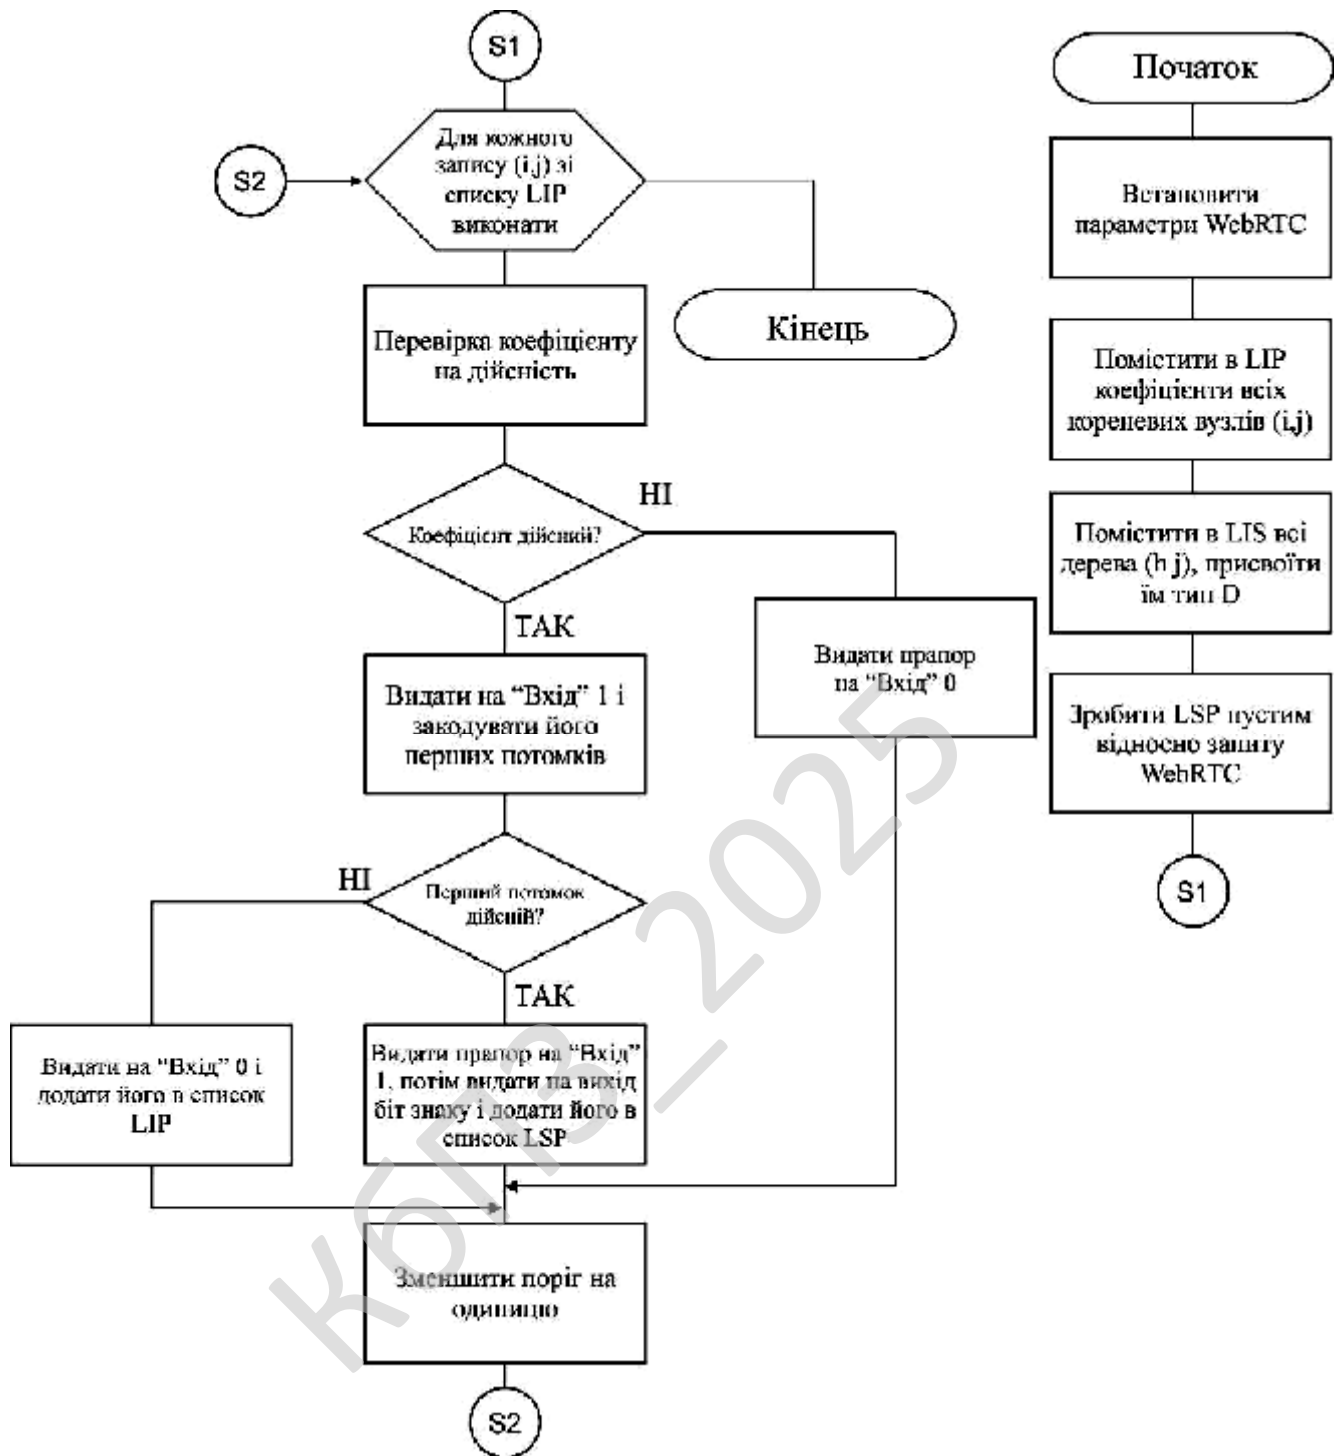 Початок
Встановити
параметри WebRTC
Помістити в LIP
коефіцієнти всіх
кореневих вузлів (i,j)
Помістити в LIS всі
дерева (h j), присвоїти
їм тип D
Зробити LSP пустим
відносно запиту
WebRTC
S1
S1
S2
Для кожного
запису (i,j) зі
списку LIP
виконати
Кінець
Перевірка коефіцієнту
на дійсність
Коефіцієнт дійсний?
НІ
ТАК
Видати прапор
на “Вхід” 0
Видати на “Вхід” 1 і
закодувати його
перших потомків
Перший потомок
дійсній?
НІ
ТАК
Видати на “Вхід” 0 і
додати його в список
LIP
Видати прапор на “Вхід”
1, потім видати на вихід
біт знаку і додати його в
список LSP
Зменшити поріг на
одиницю
S2
КбПЗ_2025